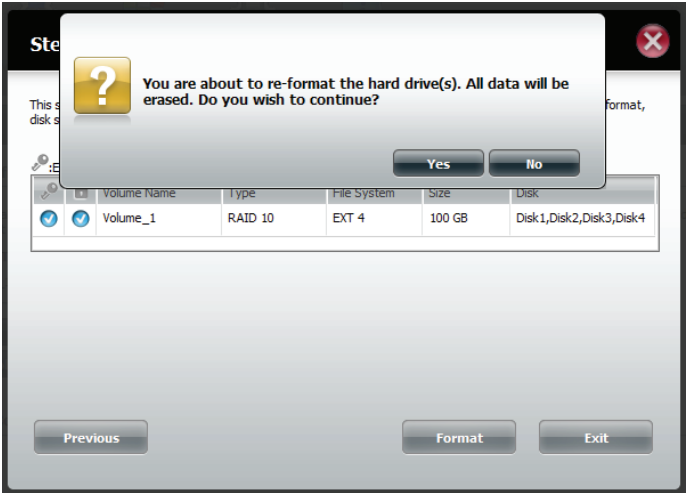 Ste
You are about to re-format the hard drive(s). All data will be
erased. Do you wish to continue?
Yes No
This s format,
disk s
:E
Volume Name Type File System Size Disk
Volume_1 RAID 10 EXT 4 100 GB Disk1,Disk2,Disk3,Disk4
Previous Format Exit